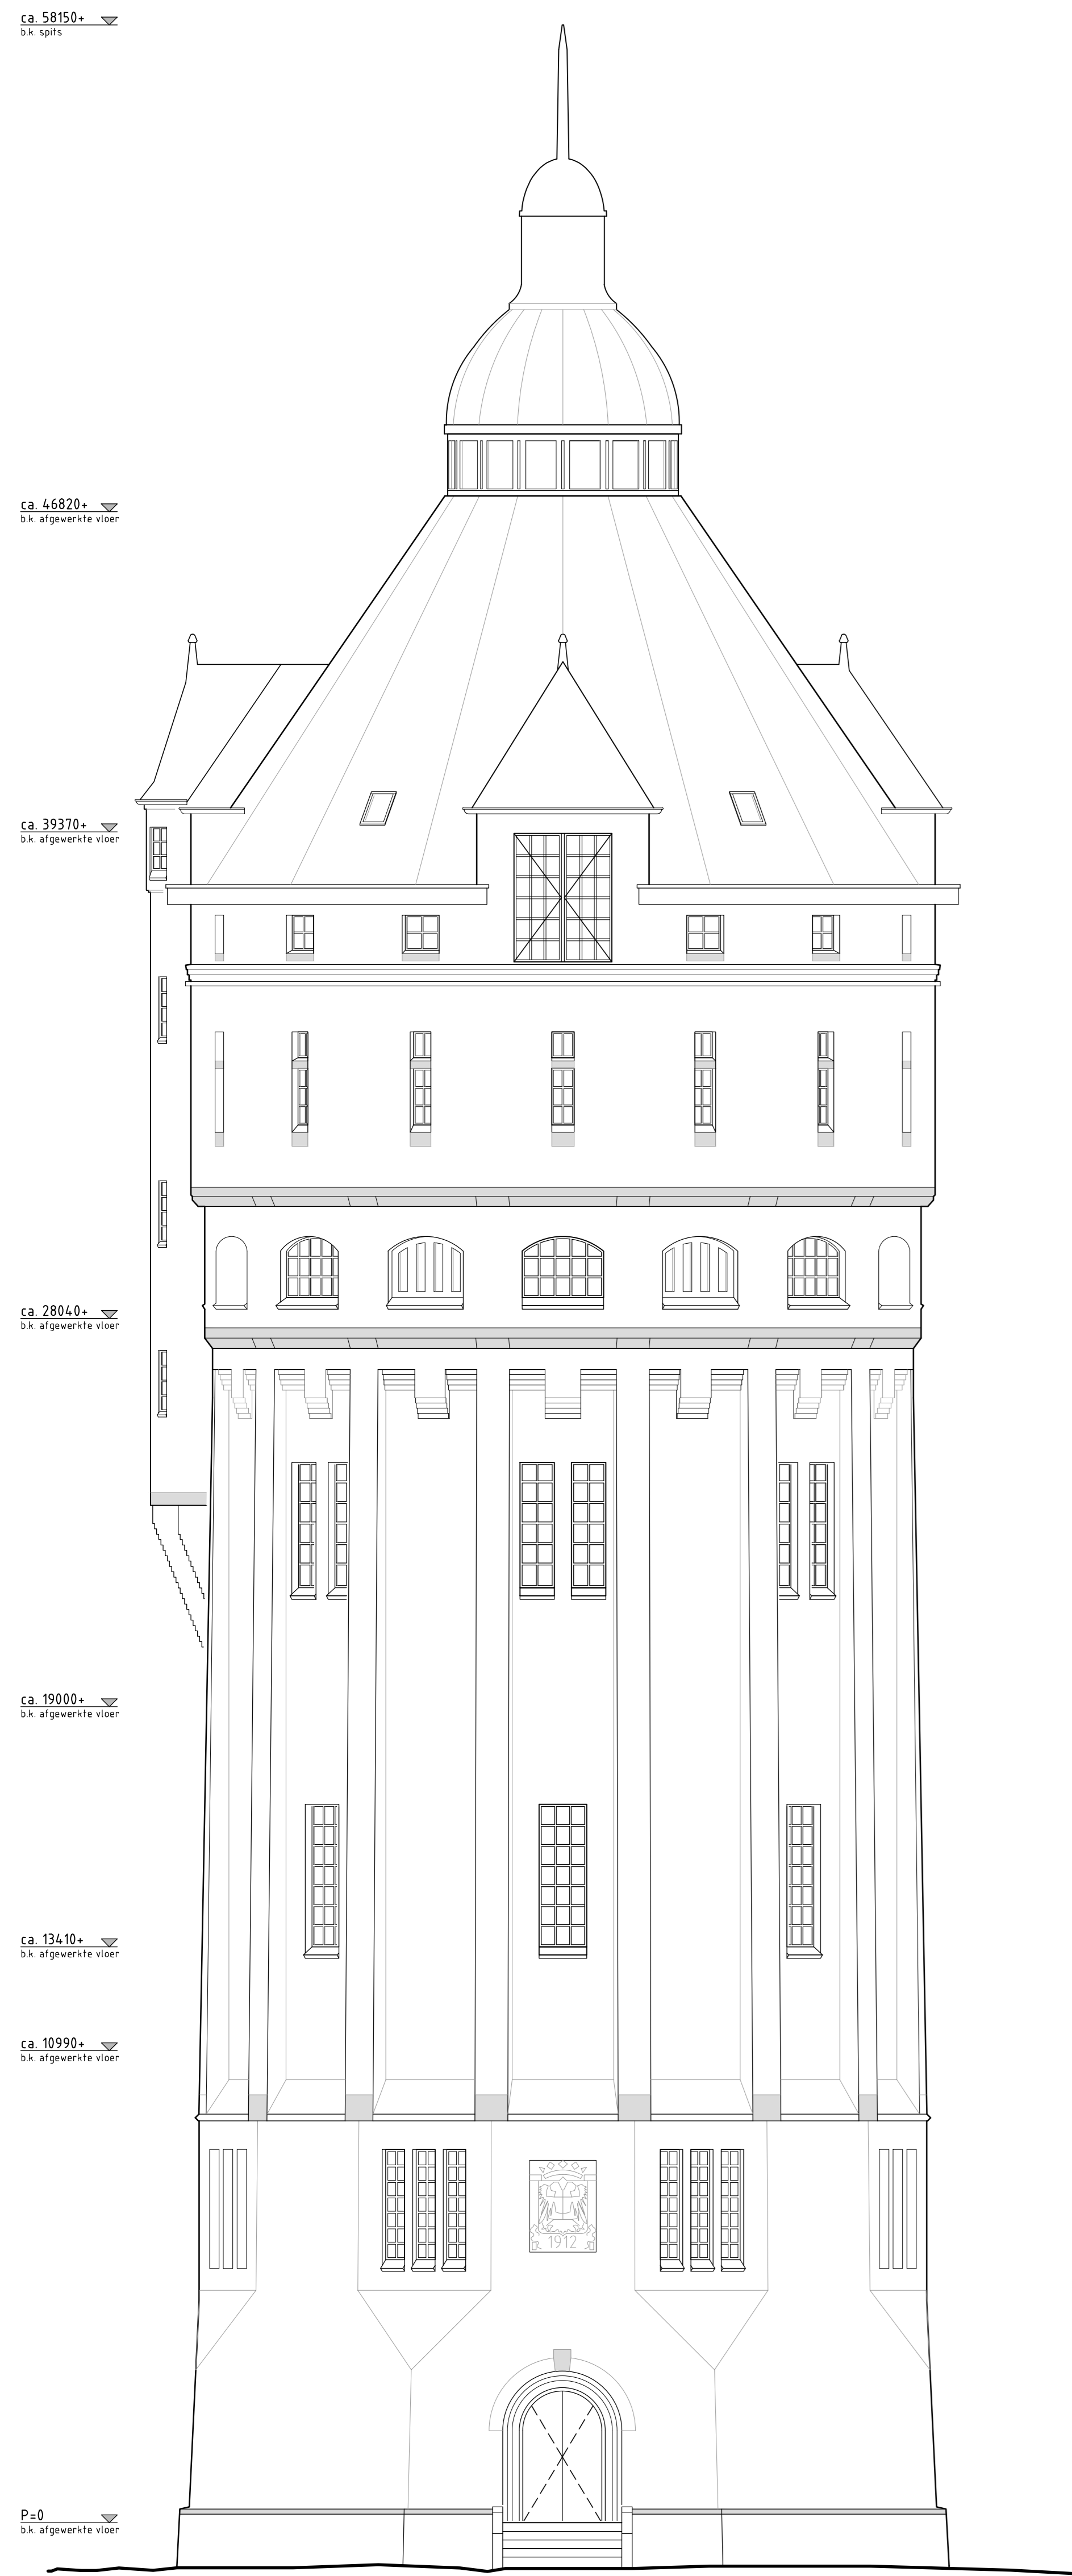 ca. 58150+
b.k. spits
ca. 46820+
b.k. afgewerkte vloer
ca. 39370+
b.k. afgewerkte vloer
ca. 28040+
b.k. afgewerkte vloer
ca. 19000+
b.k. afgewerkte vloer
ca. 13410+
b.k. afgewerkte vloer
ca. 10990+
b.k. afgewerkte vloer
1912
P=0
b.k. afgewerkte vloer